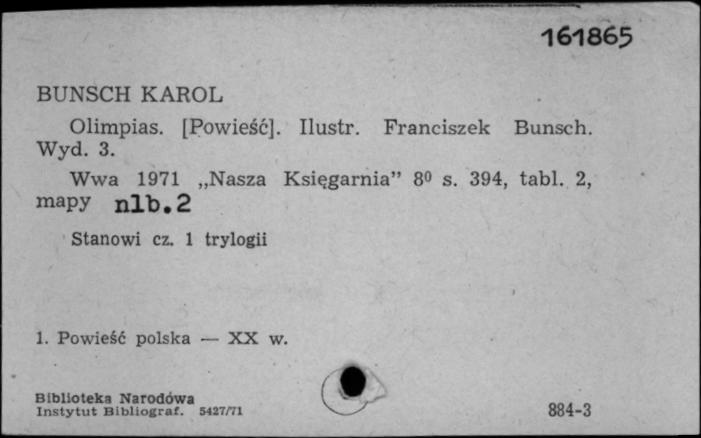 161865
BUNSCH KAROL
Olimpias. [Powieść]. Ilustr. Franciszek Bunsch.
Wyd. 3.
Wwa 1971 „Nasza Księgarnia” 8⁰ s. 394, tabl. 2,
mapy nlb.2
Stanowi cz. 1 trylogii
1. Powieść polska — XX w.
Biblioteka Narodówa
Instytut Bibliograf. 5427/71
884-3